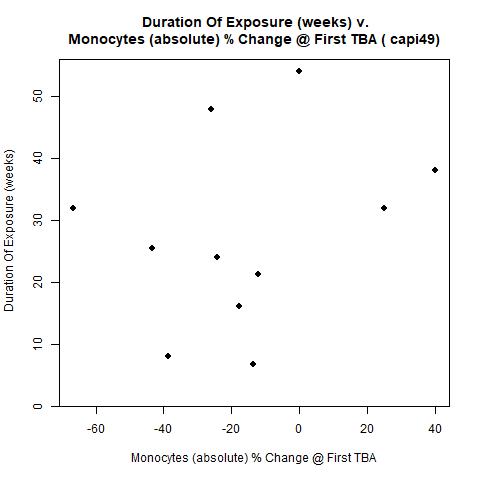 Duration Of Exposure (weeks) v.
Monocytes (absolute) % Change @ First TBA ( capi49)
Duration Of Exposure (weeks)
50
40
30
20
10
0
-60 -40 -20 0 20 40
Monocytes (absolute) % Change @ First TBA